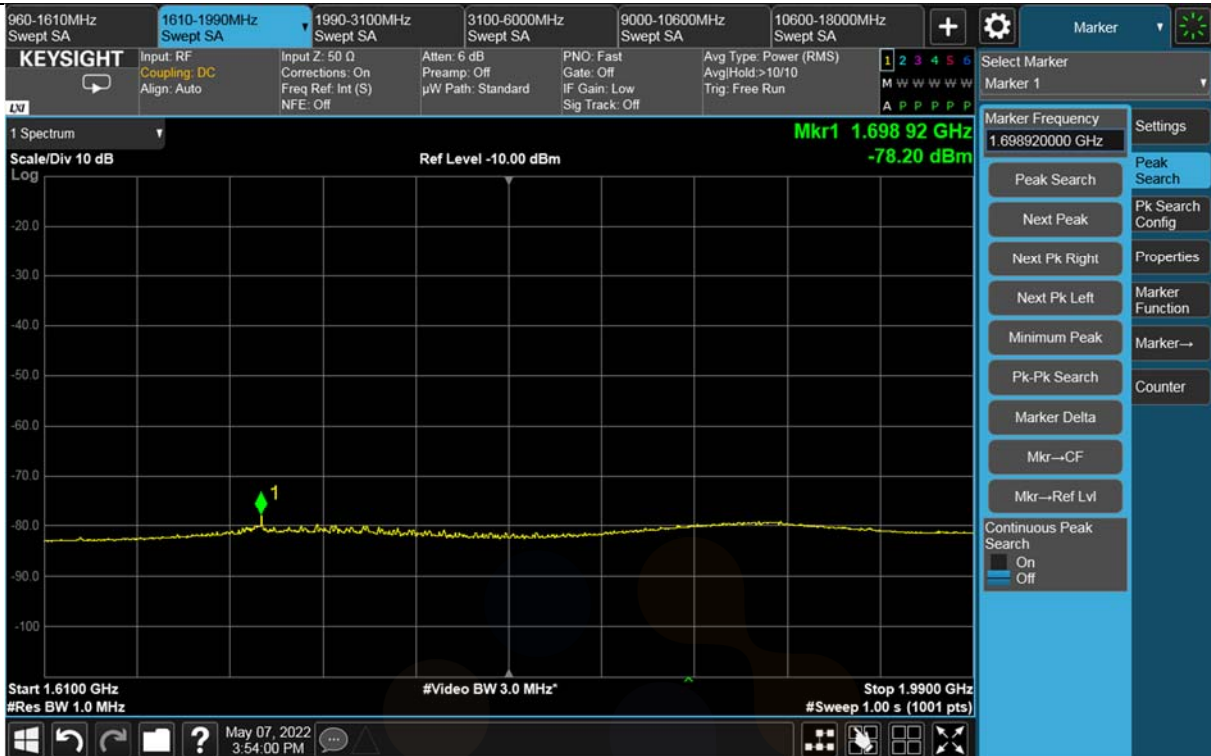 960-1610MHz
Swept SA
1610-1990MHz
Swept SA
1990-3100MHz
Swept SA
3100-6000MHz
Swept SA
9000-10600MHz
Swept SA
10600-18000MHz
Swept SA
Marker
KEYSIGHT
LXI
Input: RF
Coupling: DC
Align: Auto
Input Z: 50 Ω
Corrections: On
Freq Ref: Int (S)
NFE: Off
Atten: 6 dB
Preamp: Off
µW Path: Standard
PNO: Fast
Gate: Off
IF Gain: Low
Sig Track: Off
Avg Type: Power (RMS)
Avg|Hold:>10/10
Trig: Free Run
1 2 3 4 5 6
M W W W W W
A P P P P P
Select Marker
Marker 1
1 Spectrum
Mkr1 1.698 92 GHz
-78.20 dBm
Scale/Div 10 dB
Ref Level -10.00 dBm
Log
-20.0
-30.0
-40.0
-50.0
-60.0
-70.0
-80.0
-90.0
-100
1
Start 1.6100 GHz
#Res BW 1.0 MHz
#Video BW 3.0 MHz*
Stop 1.9900 GHz
#Sweep 1.00 s (1001 pts)
Marker Frequency
1.698920000 GHz
Peak Search
Next Peak
Next Pk Right
Next Pk Left
Minimum Peak
Pk-Pk Search
Marker Delta
Mkr→CF
Mkr→Ref Lvl
Continuous Peak
Search
On
Off
Settings
Peak
Search
Pk Search
Config
Properties
Marker
Function
Marker→
Counter
?
May 07, 2022
3:54:00 PM